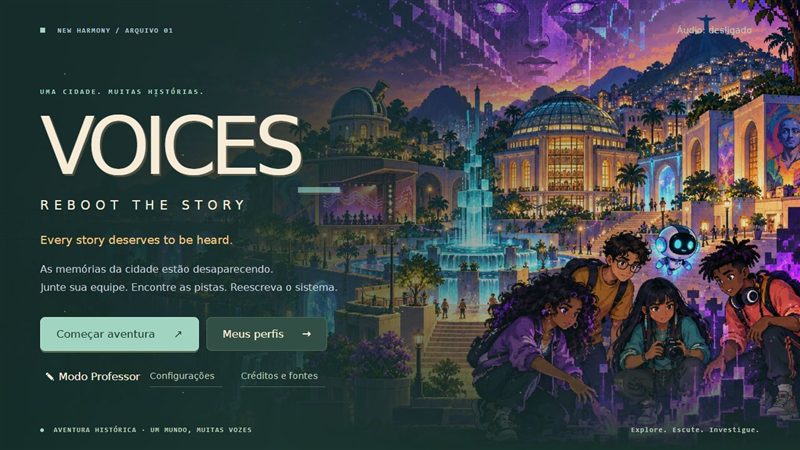 NEW HARMONY / ARQUIVO 01
Áudio: desligado
UMA CIDADE. MUITAS HISTÓRIAS.
VOICES
REBOOT THE STORY
Every story deserves to be heard.
As memórias da cidade estão desaparecendo.
Junte sua equipe. Encontre as pistas. Reescreva o sistema.
Começar aventura ↗
Meus perfis →
✏ Modo Professor
Configurações
Créditos e fontes
AVENTURA HISTÓRICA · UM MUNDO, MUITAS VOZES
Explore. Escute. Investigue.